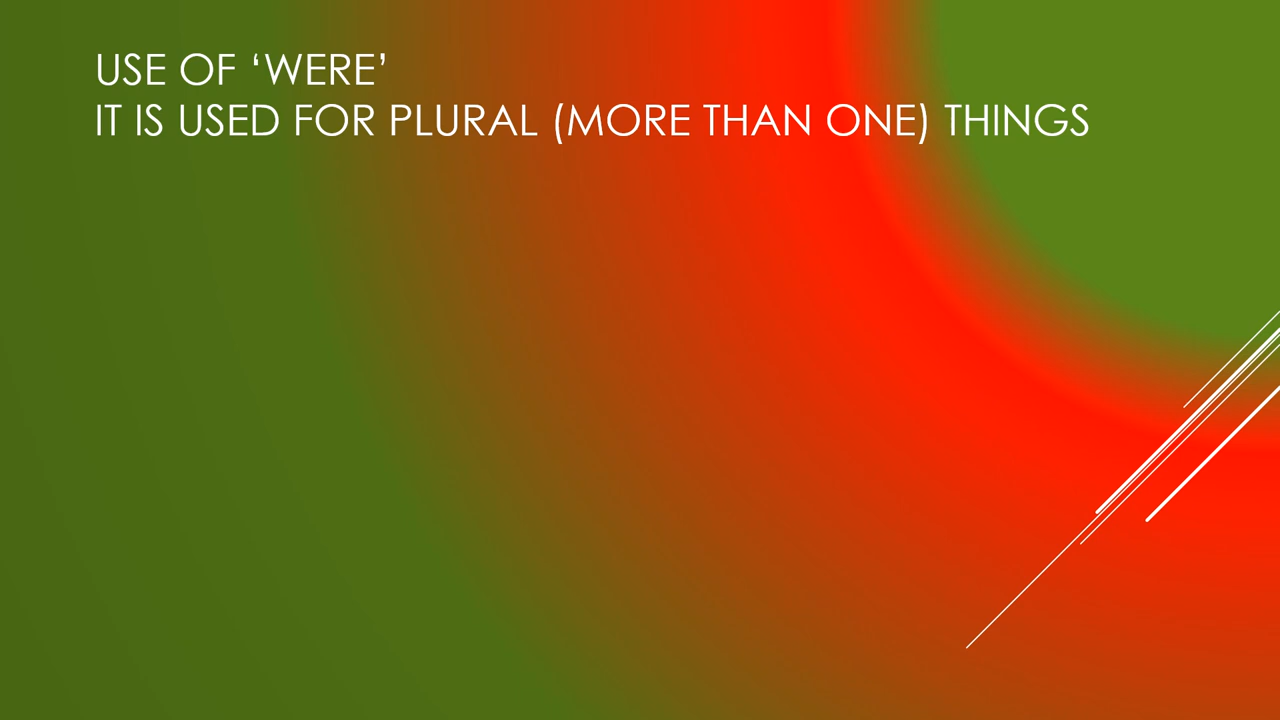 USE OF ‘WERE’
IT IS USED FOR PLURAL (MORE THAN ONE) THINGS